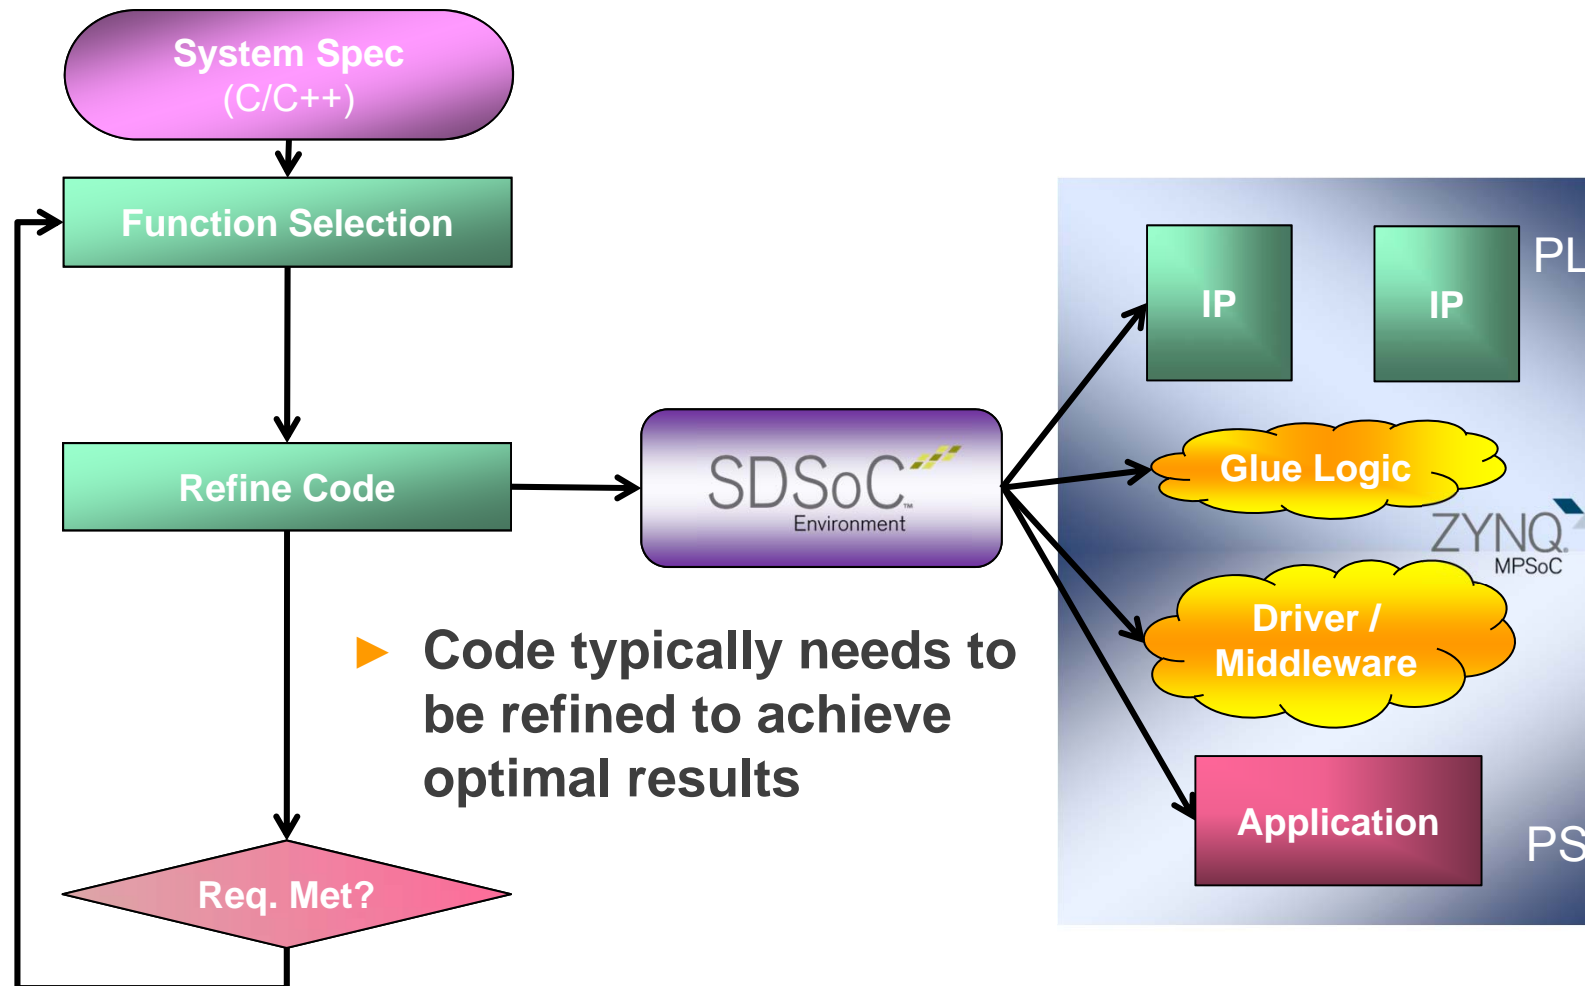 System Spec
(C/C++)
Function Selection
Refine Code
Req. Met?
SDSoC™
Environment
► Code typically needs to
be refined to achieve
optimal results
PL
IP
IP
Glue Logic
ZYNQ®
MPSoC
Driver /
Middleware
Application
PS